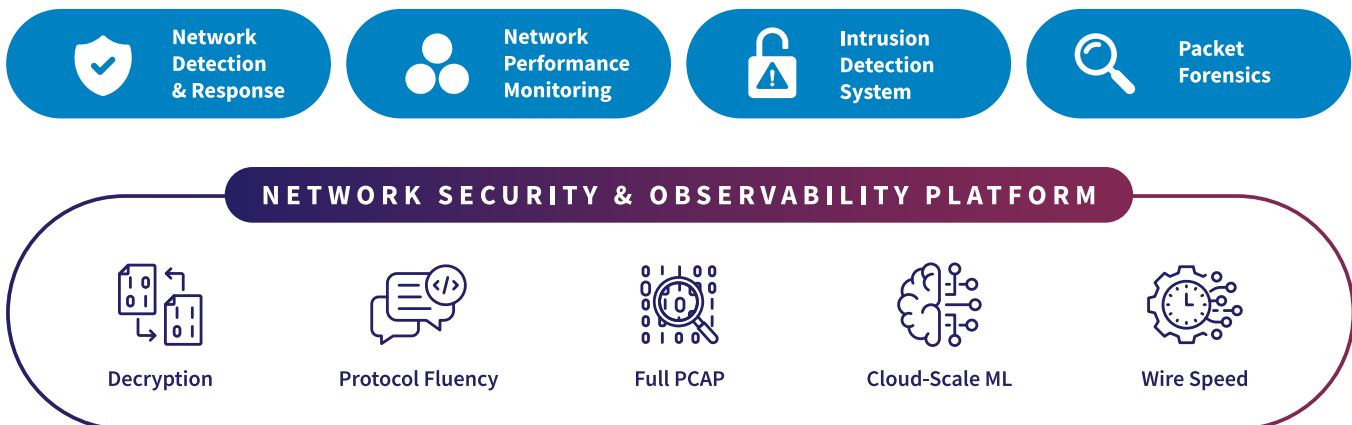 Network
Detection
& Response
Network
Performance
Monitoring
Intrusion
Detection
System
Packet
Forensics
NETWORK SECURITY & OBSERVABILITY PLATFORM
Decryption
Protocol Fluency
Full PCAP
Cloud-Scale ML
Wire Speed